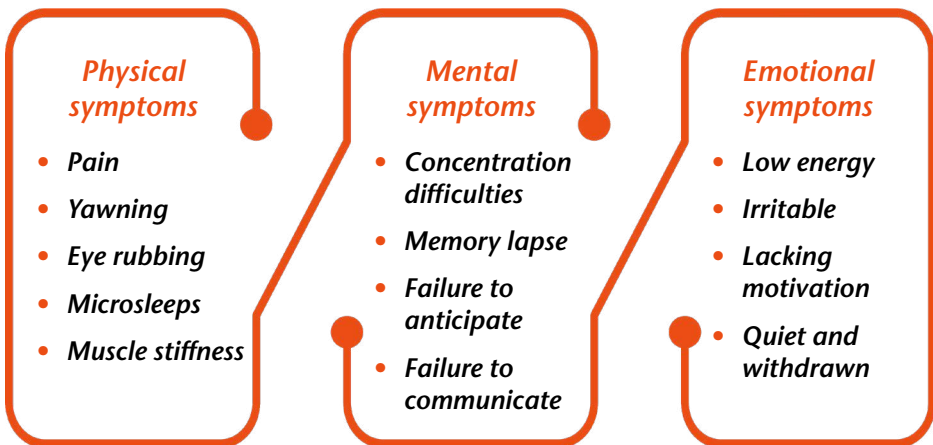 Physical
symptoms
• Pain
• Yawning
• Eye rubbing
• Microsleeps
• Muscle stiffness
Mental
symptoms
• Concentration
difficulties
• Memory lapse
• Failure to
anticipate
• Failure to
communicate
Emotional
symptoms
• Low energy
• Irritable
• Lacking
motivation
• Quiet and
withdrawn